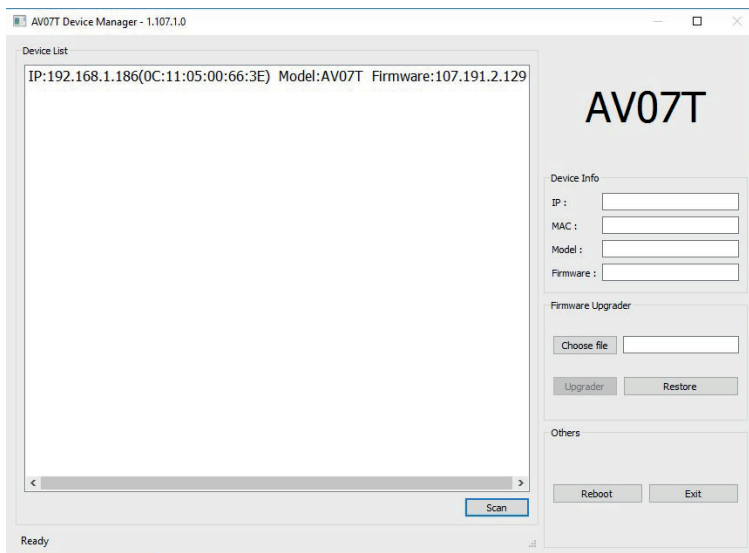 AV07T Device Manager - 1.107.1.0
Device List
IP:192.168.1.186(0C:11:05:00:66:3E) Model:AV07T Firmware:107.191.2.129
Scan
Ready
AV07T
Device Info
IP :
MAC :
Model :
Firmware :
Firmware Upgrader
Choose file
Upgrader Restore
Others
Reboot Exit